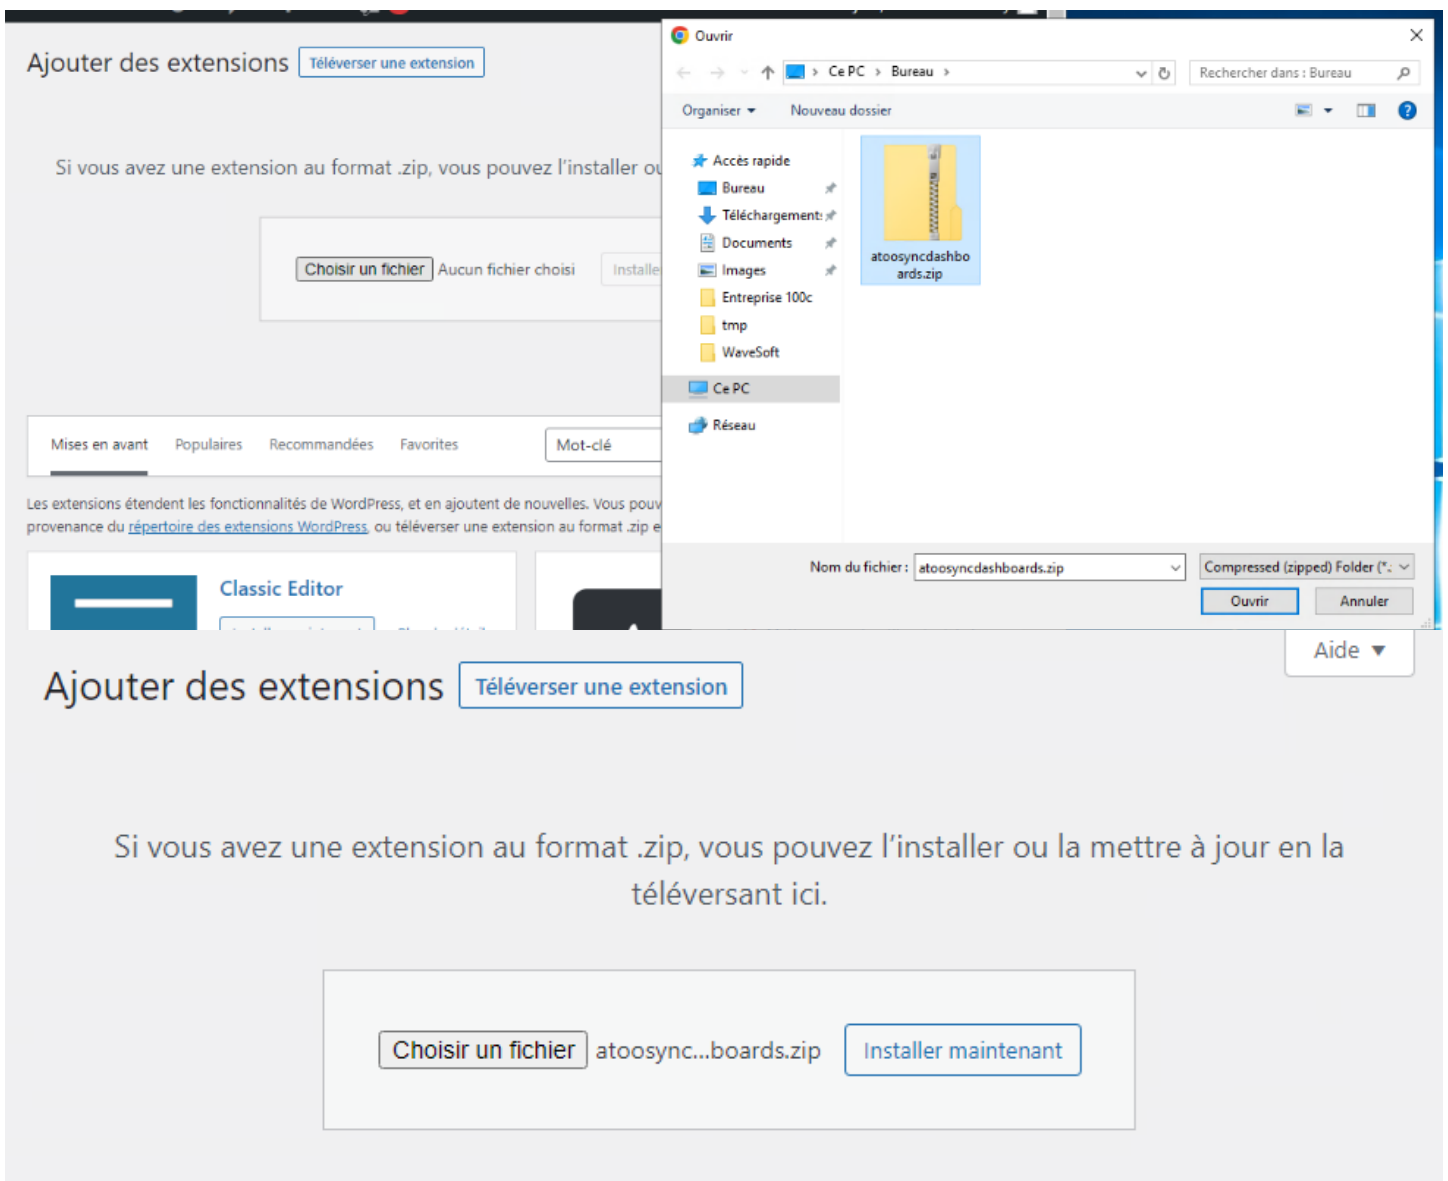 Ajouter des extensions Téléverser une extension
Si vous avez une extension au format .zip, vous pouvez l'installer ou
Choisir un fichier Aucun fichier choisi Installe
Mises en avant Populaires Recommandées Favorites Mot-clé
Les extensions étendent les fonctionnalités de WordPress, et en ajoutent de nouvelles. Vous pouv
provenance du répertoire des extensions WordPress, ou téléverser une extension au format .zip e
Classic Editor
Ouvrir
Ce PC > Bureau >
Rechercher dans : Bureau
Organiser Nouveau dossier
Accès rapide
Bureau
Téléchargements
Documents
Images
Entreprise 100c
tmp
WaveSoft
Ce PC
Réseau
atoosyncdashbo
ards.zip
Nom du fichier : atoosyncdashboards.zip Compressed (zipped) Folder (*.
Ouvrir Annuler
Aide
Ajouter des extensions Téléverser une extension
Si vous avez une extension au format .zip, vous pouvez l'installer ou la mettre à jour en la
téléversant ici.
Choisir un fichier atoosync...boards.zip Installer maintenant